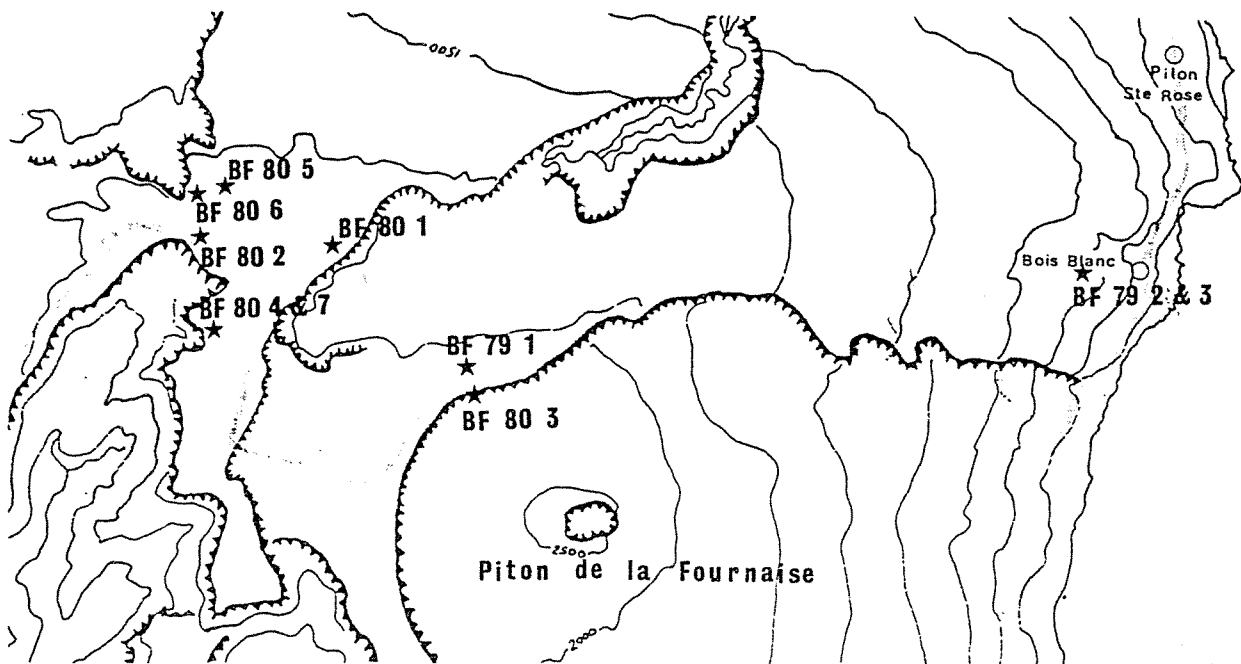 1500
Piton
Ste Rose
BF 80 5
BF 80 6
BF 80 1
BF 80 2
Bois Blanc
BF 79 2 & 3
BF 80 4 & 7
BF 79 1
BF 80 3
2500
Piton de la Fournaise
2000